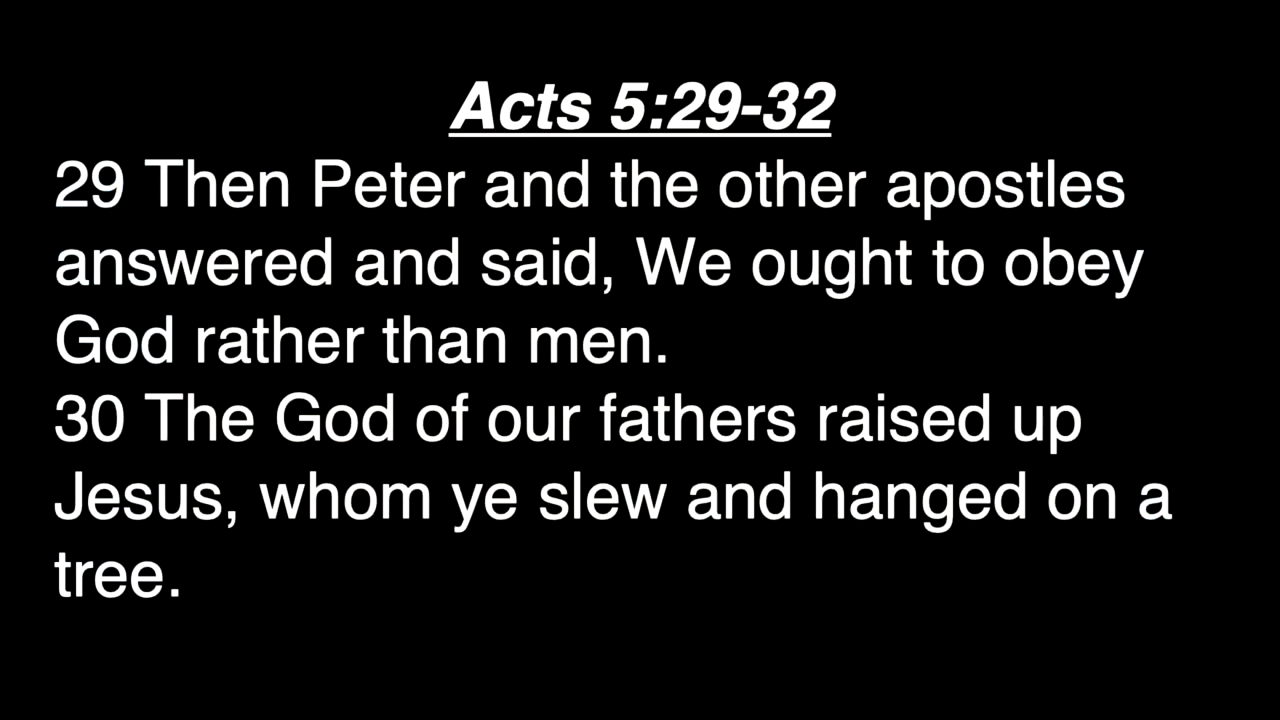 Acts 5:29-32
29 Then Peter and the other apostles
answered and said, We ought to obey
God rather than men.
30 The God of our fathers raised up
Jesus, whom ye slew and hanged on a
tree.